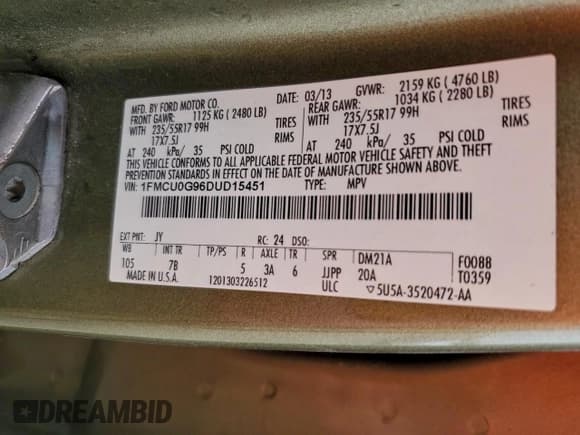 MFD. BY FORD MOTOR CO.
DATE: 03/13 GVWR: 2159 KG ( 4760 LB)
FRONT GAWR: 1125 KG ( 2480 LB) REAR GAWR: 1034 KG ( 2280 LB)
WITH 235/55R17 99H TIRES WITH 235/55R17 99H TIRES
17X7.5J RIMS 17X7.5J RIMS
AT 240 kPa/ 35 PSI COLD AT 240 kPa/ 35 PSI COLD
THIS VEHICLE CONFORMS TO ALL APPLICABLE FEDERAL MOTOR VEHICLE SAFETY AND THEFT
PREVENTION STANDARDS IN EFFECT ON THE DATE OF MANUFACTURE SHOWN ABOVE.
VIN: 1FMCU0G96DUD15451 TYPE: MPV
EXT PNT: JY RC: 24 DSO:
WB INT TR TP/PS R AXLE TR SPR DM21A F0088
105 7B 5 3A 6 JJPP 20A T0359
MADE IN U.S.A. 1201303226512 ULC ▽5U5A-3520472-AA
DREAMBID